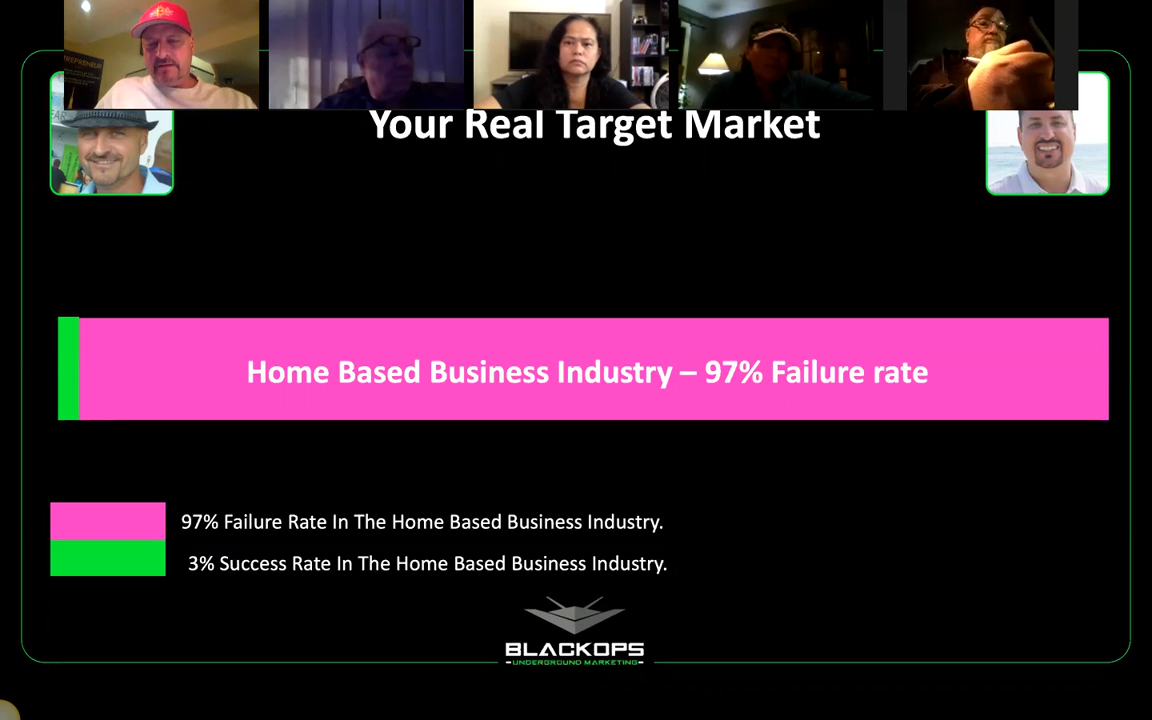 TREPRENEUR
Your Real Target Market
Home Based Business Industry – 97% Failure rate
97% Failure Rate In The Home Based Business Industry.
3% Success Rate In The Home Based Business Industry.
BLACKOPS
UNDERGROUND MARKETING